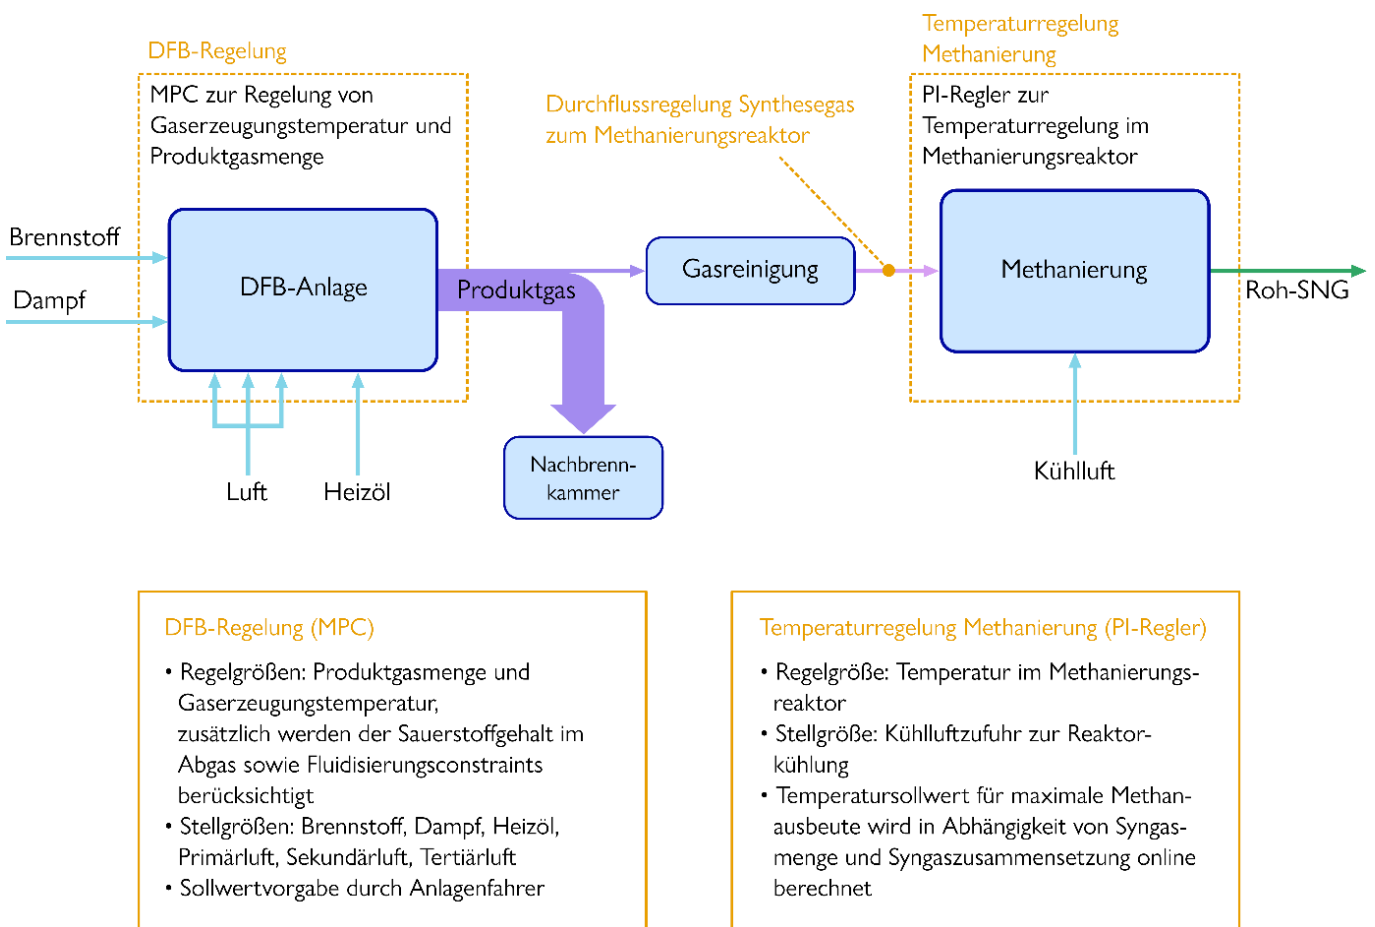 DFB-Regelung
MPC zur Regelung von
Gaserzeugungstemperatur und
Produktgasmenge
Durchflussregelung Synthesegas
zum Methanierungsreaktor
Temperaturregelung
Methanierung
PI-Regler zur
Temperaturregelung im
Methanierungsreaktor
Brennstoff
Dampf
DFB-Anlage
Produktgas
Gasreinigung
Methanierung
Roh-SNG
Luft
Heizöl
Nachbrenn-
kammer
Kühlluft
DFB-Regelung (MPC)
• Regelgrößen: Produktgasmenge und
Gaserzeugungstemperatur,
zusätzlich werden der Sauerstoffgehalt im
Abgas sowie Fluidisierungsconstraints
berücksichtigt
• Stellgrößen: Brennstoff, Dampf, Heizöl,
Primärluft, Sekundärluft, Tertiärluft
• Sollwertvorgabe durch Anlagenfahrer
Temperaturregelung Methanierung (PI-Regler)
• Regelgröße: Temperatur im Methanierungs-
reaktor
• Stellgröße: Kühlluftzufuhr zur Reaktor-
kühlung
• Temperatursollwert für maximale Methan-
ausbeute wird in Abhängigkeit von Syngas-
menge und Syngaszusammensetzung online
berechnet